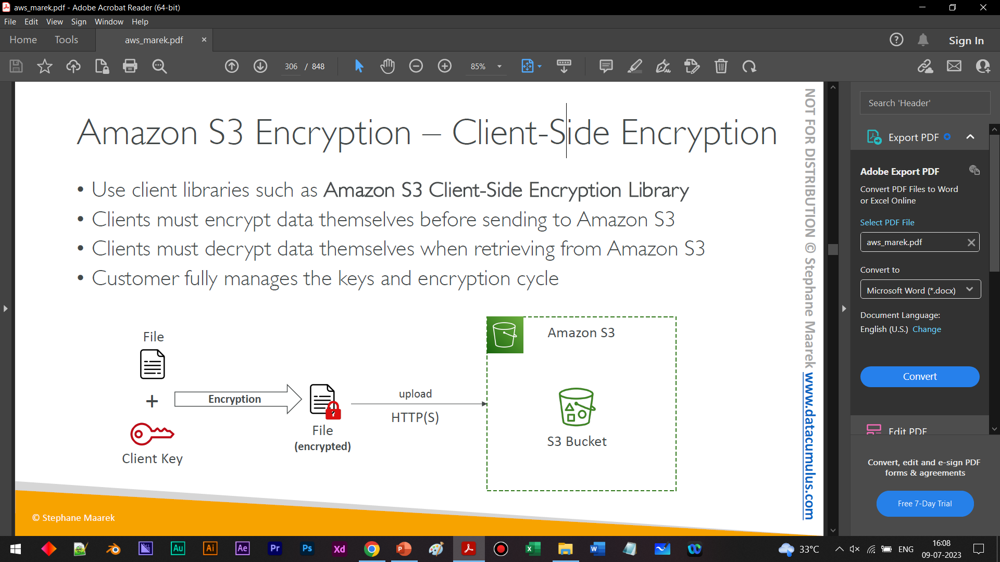 aws_marek.pdf - Adobe Acrobat Reader (64-bit)
File Edit View Sign Window Help
Home Tools aws_marek.pdf × Sign In
306 / 848 85%
Amazon S3 Encryption – Client-Side Encryption
• Use client libraries such as Amazon S3 Client-Side Encryption Library
• Clients must encrypt data themselves before sending to Amazon S3
• Clients must decrypt data themselves when retrieving from Amazon S3
• Customer fully manages the keys and encryption cycle
File
+
Client Key
Encryption
File
(encrypted)
upload
HTTP(S)
Amazon S3
S3 Bucket
© Stephane Maarek
NOT FOR DISTRIBUTION © Stephane Maarek www.datacumulus.com
Search 'Header'
Export PDF
Adobe Export PDF
Convert PDF Files to Word
or Excel Online
Select PDF File
aws_marek.pdf
Convert to
Microsoft Word (*.docx)
Document Language:
English (U.S.) Change
Convert
Edit PDF
Convert, edit and e-sign PDF
forms & agreements
Free 7-Day Trial
Au Ai Ae Pr Ps Xd
33°C ENG
16:08
09-07-2023